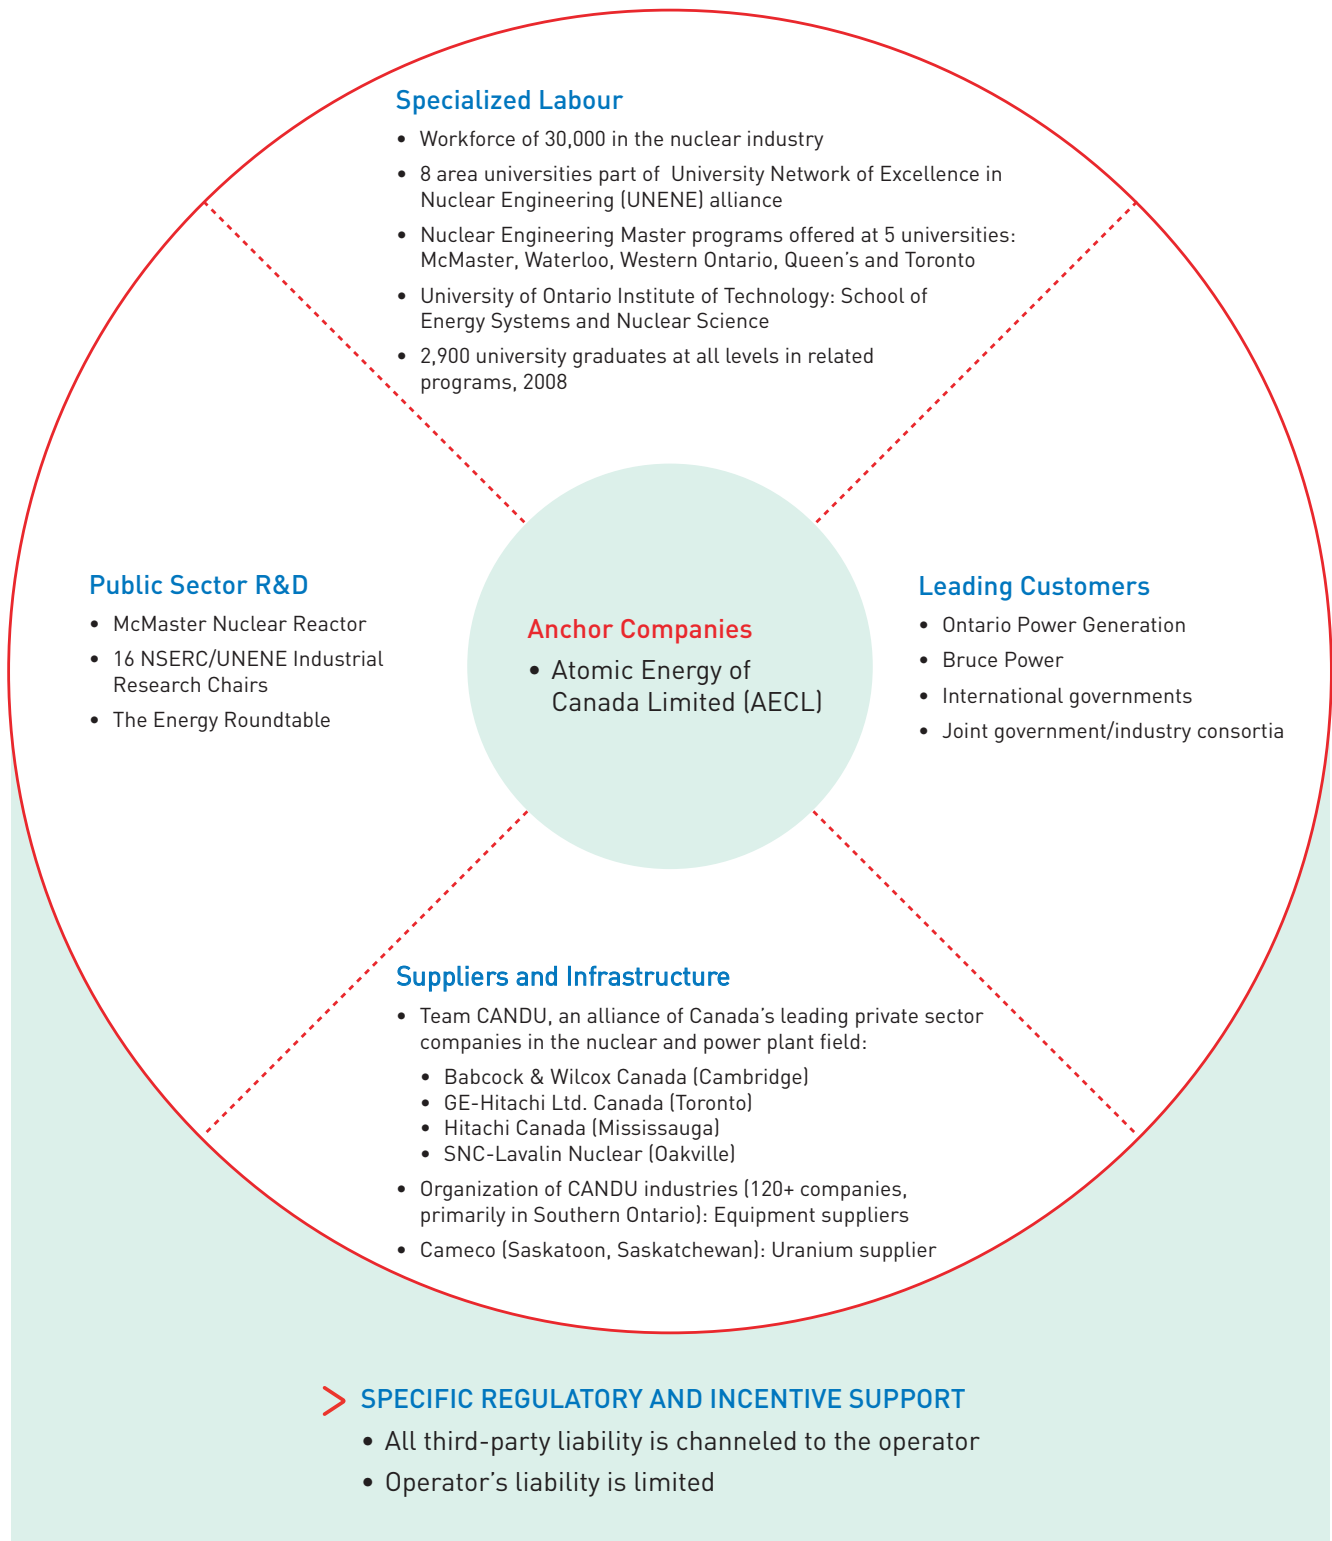 Specialized Labour
• Workforce of 30,000 in the nuclear industry
• 8 area universities part of University Network of Excellence in
Nuclear Engineering (UNENE) alliance
• Nuclear Engineering Master programs offered at 5 universities:
McMaster, Waterloo, Western Ontario, Queen’s and Toronto
• University of Ontario Institute of Technology: School of
Energy Systems and Nuclear Science
• 2,900 university graduates at all levels in related
programs, 2008
Public Sector R&D
• McMaster Nuclear Reactor
• 16 NSERC/UNENE Industrial
Research Chairs
• The Energy Roundtable
Anchor Companies
• Atomic Energy of
Canada Limited (AECL)
Leading Customers
• Ontario Power Generation
• Bruce Power
• International governments
• Joint government/industry consortia
Suppliers and Infrastructure
• Team CANDU, an alliance of Canada’s leading private sector
companies in the nuclear and power plant field:
• Babcock & Wilcox Canada (Cambridge)
• GE-Hitachi Ltd. Canada (Toronto)
• Hitachi Canada (Mississauga)
• SNC-Lavalin Nuclear (Oakville)
• Organization of CANDU industries (120+ companies,
primarily in Southern Ontario): Equipment suppliers
• Cameco (Saskatoon, Saskatchewan): Uranium supplier
> SPECIFIC REGULATORY AND INCENTIVE SUPPORT
• All third-party liability is channeled to the operator
• Operator’s liability is limited